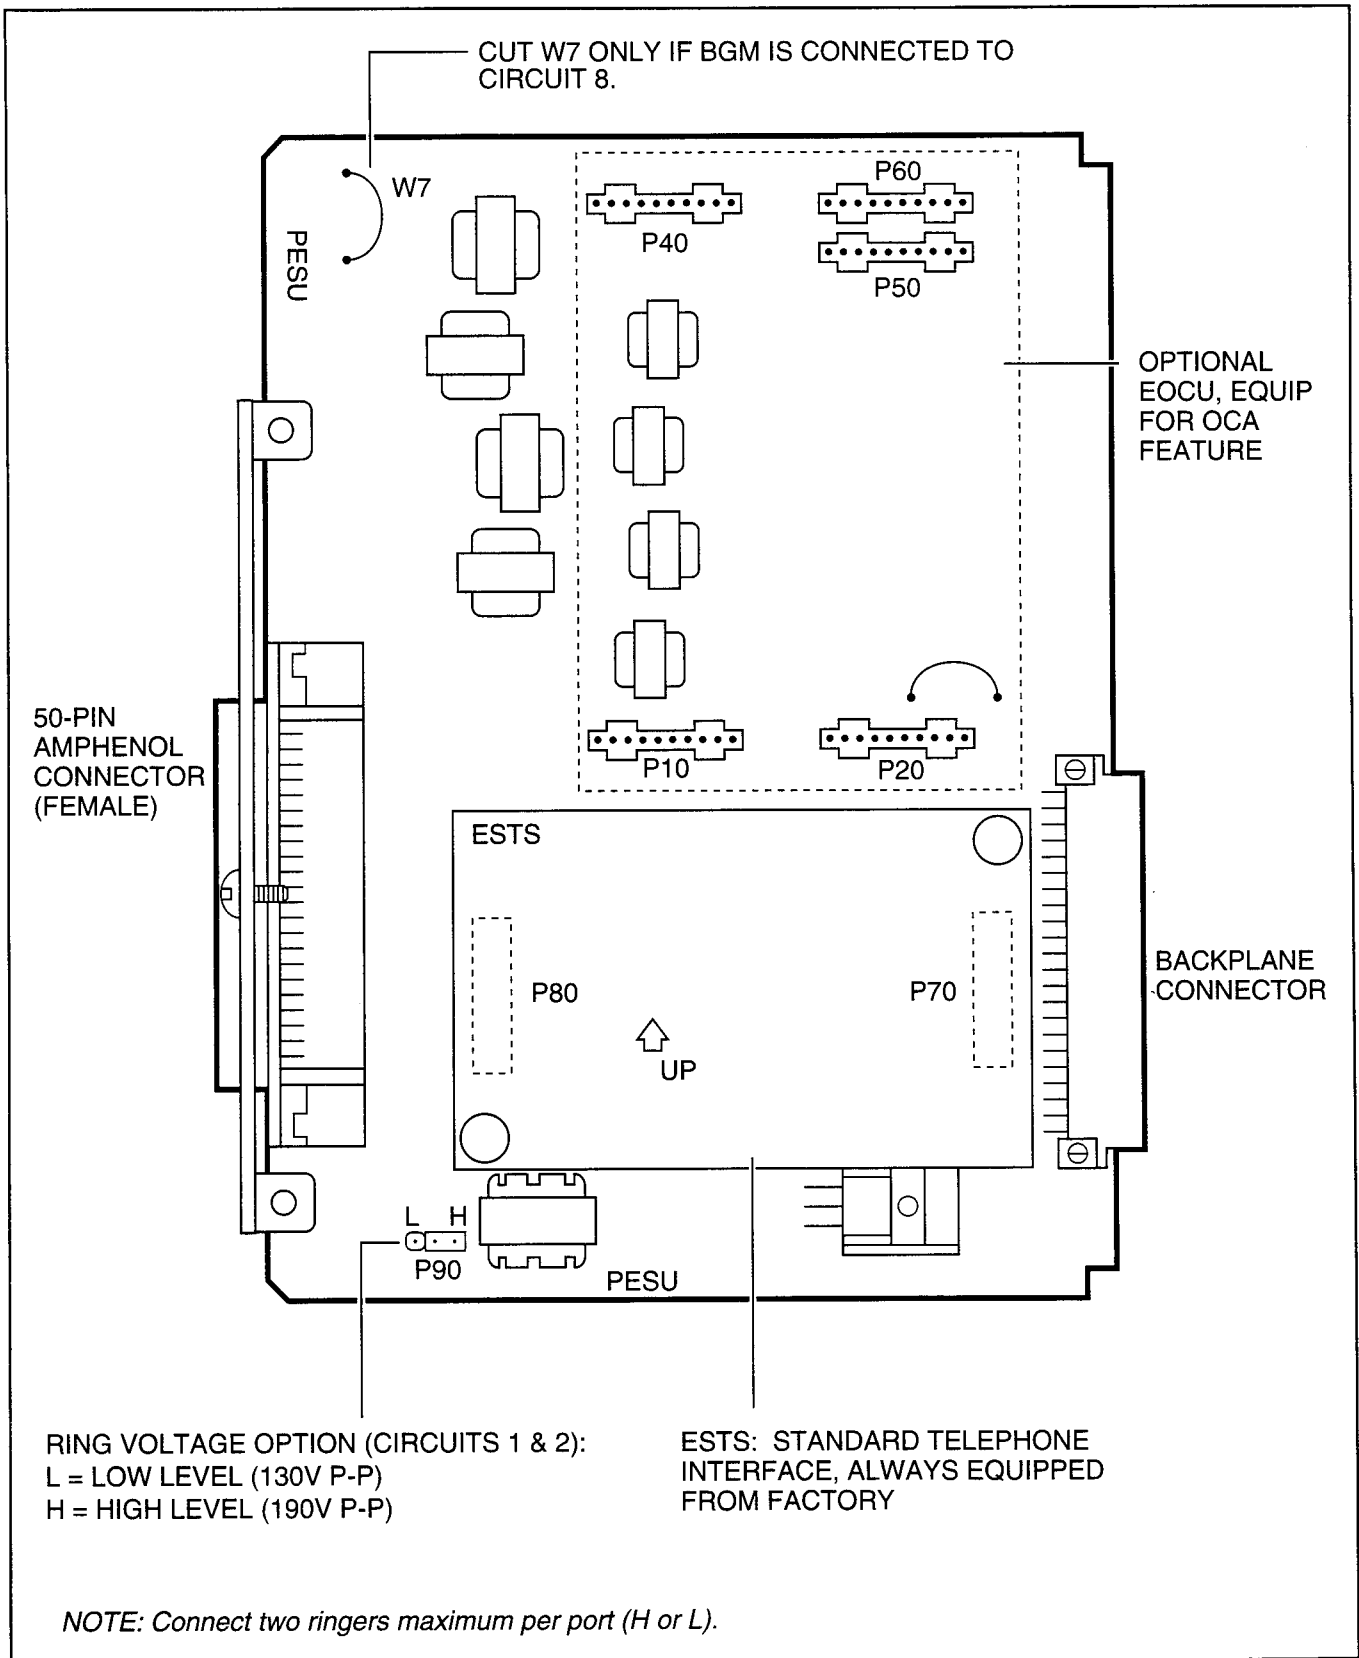 CUT W7 ONLY IF BGM IS CONNECTED TO
CIRCUIT 8.
W7
PESU
P40
P60
P50
OPTIONAL
EOCU, EQUIP
FOR OCA
FEATURE
50-PIN
AMPHENOL
CONNECTOR
(FEMALE)
P10
P20
ESTS
P80
P70
UP
BACKPLANE
CONNECTOR
L H
P90
PESU
RING VOLTAGE OPTION (CIRCUITS 1 & 2):
L = LOW LEVEL (130V P-P)
H = HIGH LEVEL (190V P-P)
ESTS: STANDARD TELEPHONE
INTERFACE, ALWAYS EQUIPPED
FROM FACTORY
NOTE: Connect two ringers maximum per port (H or L).